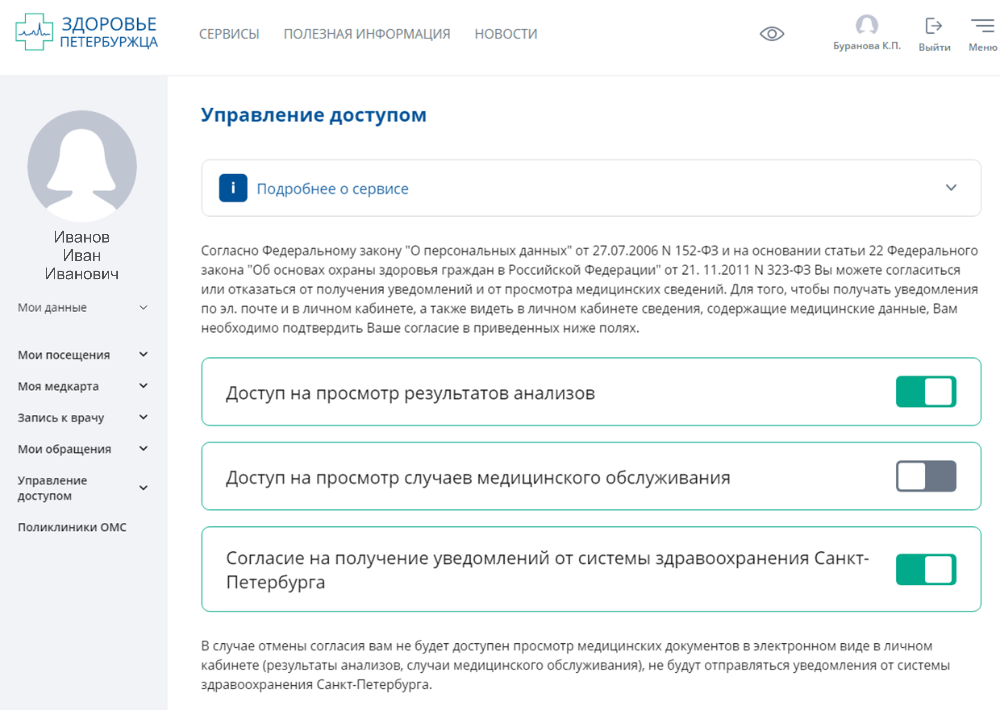 ЗДОРОВЬЕ
ПЕТЕРБУРЖЦА
СЕРВИСЫ
ПОЛЕЗНАЯ ИНФОРМАЦИЯ
НОВОСТИ
Буранова К.П.
Выйти
Меню
Иванов
Иван
Иванович
Мои данные
Мои посещения
Моя медкарта
Запись к врачу
Мои обращения
Управление
доступом
Поликлиники ОМС
Управление доступом
i
Подробнее о сервисе
Согласно Федеральному закону "О персональных данных" от 27.07.2006 N 152-ФЗ и на основании статьи 22 Федерального
закона "Об основах охраны здоровья граждан в Российской Федерации" от 21. 11.2011 N 323-ФЗ Вы можете согласиться
или отказаться от получения уведомлений и от просмотра медицинских сведений. Для того, чтобы получать уведомления
по эл. почте и в личном кабинете, а также видеть в личном кабинете сведения, содержащие медицинские данные, Вам
необходимо подтвердить Ваше согласие в приведенных ниже полях.
Доступ на просмотр результатов анализов
Доступ на просмотр случаев медицинского обслуживания
Согласие на получение уведомлений от системы здравоохранения Санкт-
Петербурга
В случае отмены согласия вам не будет доступен просмотр медицинских документов в электронном виде в личном
кабинете (результаты анализов, случаи медицинского обслуживания), не будут отправляться уведомления от системы
здравоохранения Санкт-Петербурга.